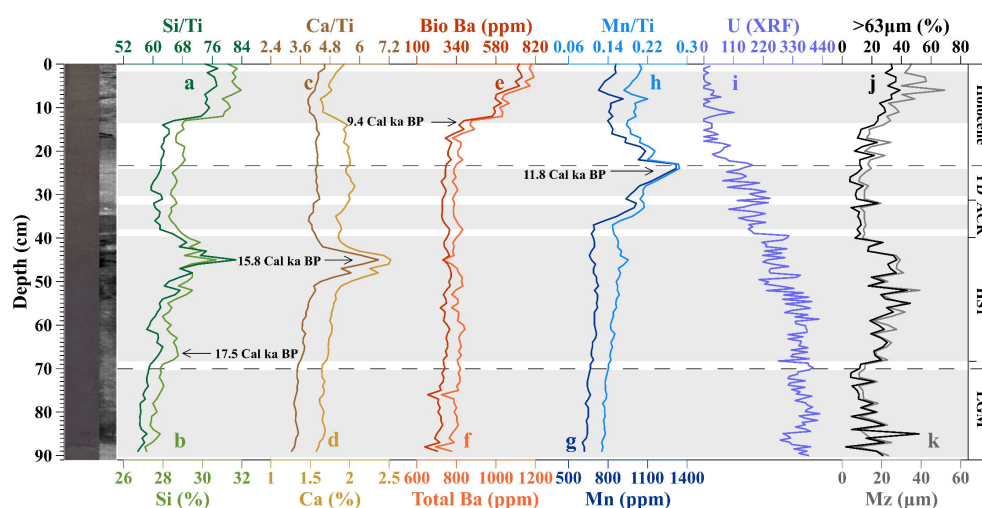 Si/Ti Ca/Ti Bio Ba (ppm) Mn/Ti U (XRF) >63μm (%)
52 60 68 76 84 2.4 3.6 4.8 6 7.2 100 340 580 820 0.06 0.14 0.22 0.30 0 110 220 330 440 0 20 40 60 80
0
a c e h i j
10
9.4 Cal ka BP
Holocene
20
11.8 Cal ka BP
YD
30
ACR
40
15.8 Cal ka BP
50
HS1
60
17.5 Cal ka BP
70
80
LGM
b d f g k
90
Depth (cm)
26 28 30 32 1 1.5 2 2.5 600 800 1000 1200 500 800 1100 1400 0 20 40 60
Si (%) Ca (%) Total Ba (ppm) Mn (ppm) Mz (μm)